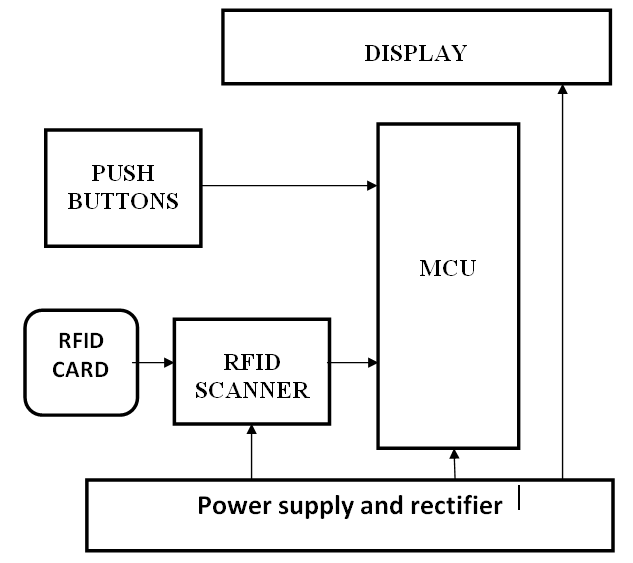 DISPLAY
PUSH
BUTTONS
MCU
RFID
CARD
RFID
SCANNER
Power supply and rectifier